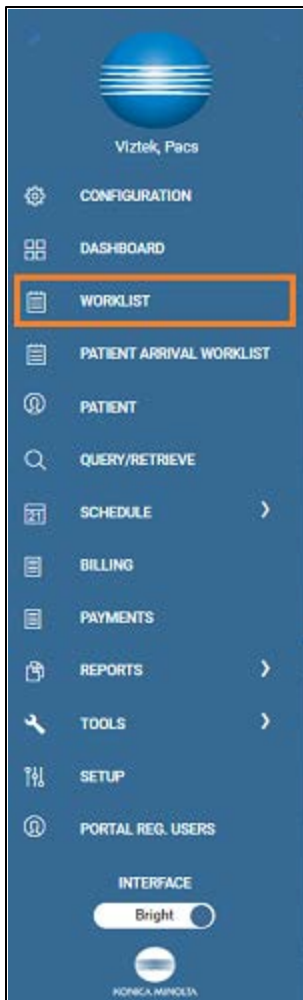 Viztek, Pacs
CONFIGURATION
DASHBOARD
WORKLIST
PATIENT ARRIVAL WORKLIST
PATIENT
QUERY/RETRIEVE
21
SCHEDULE
BILLING
PAYMENTS
REPORTS
TOOLS
SETUP
PORTAL REG. USERS
INTERFACE
Bright
KONICA MINOLTA